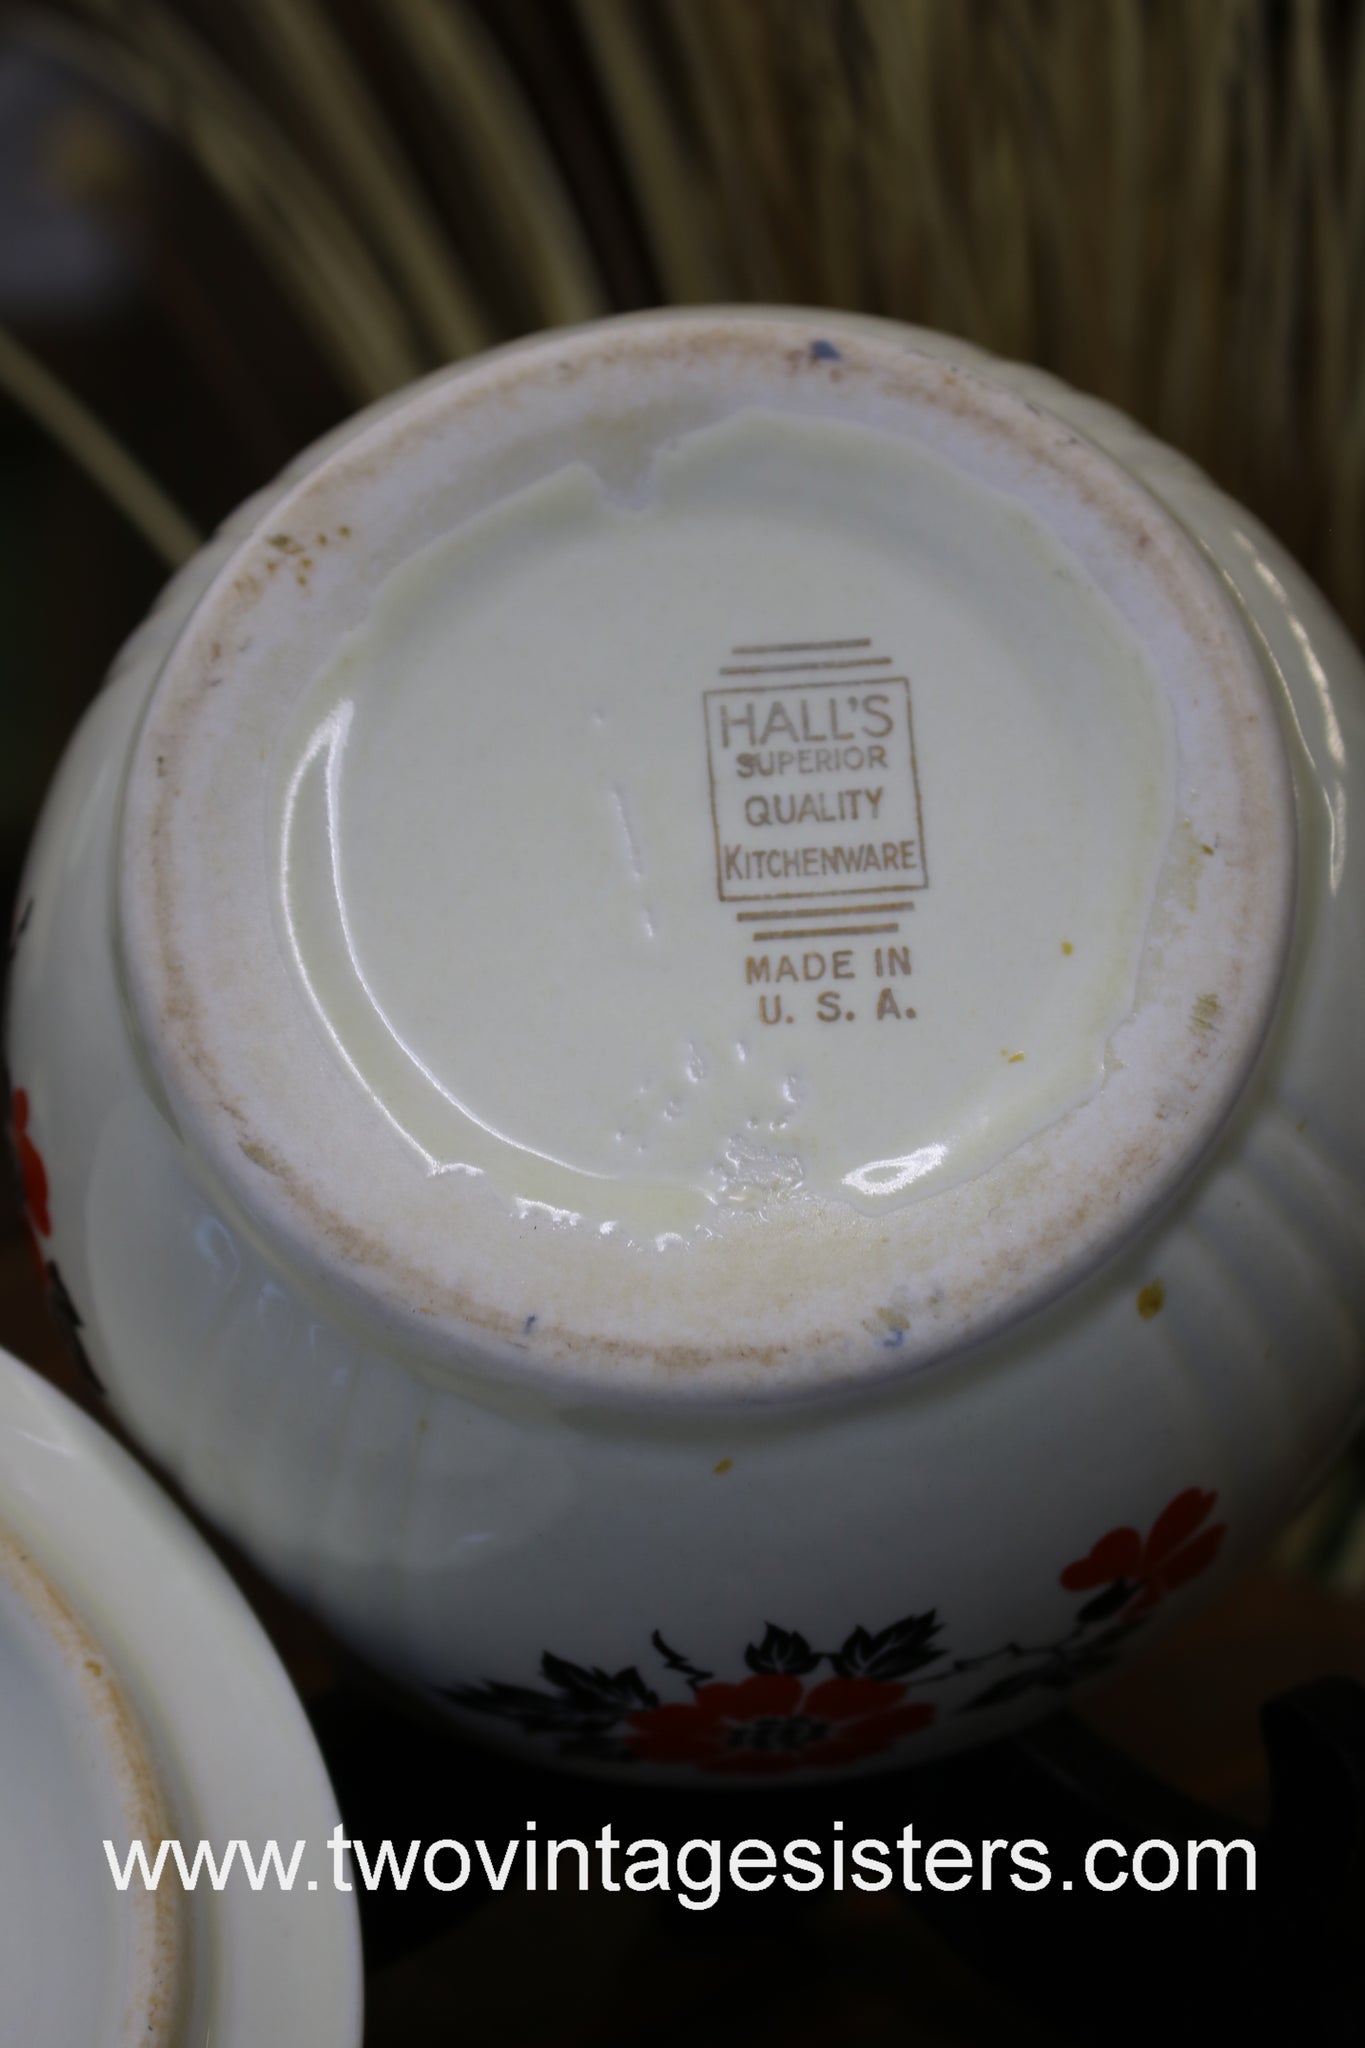 HALL'S
SUPERIOR
QUALITY
KITCHENWARE
MADE IN
U. S. A.
www.twovintagesisters.com